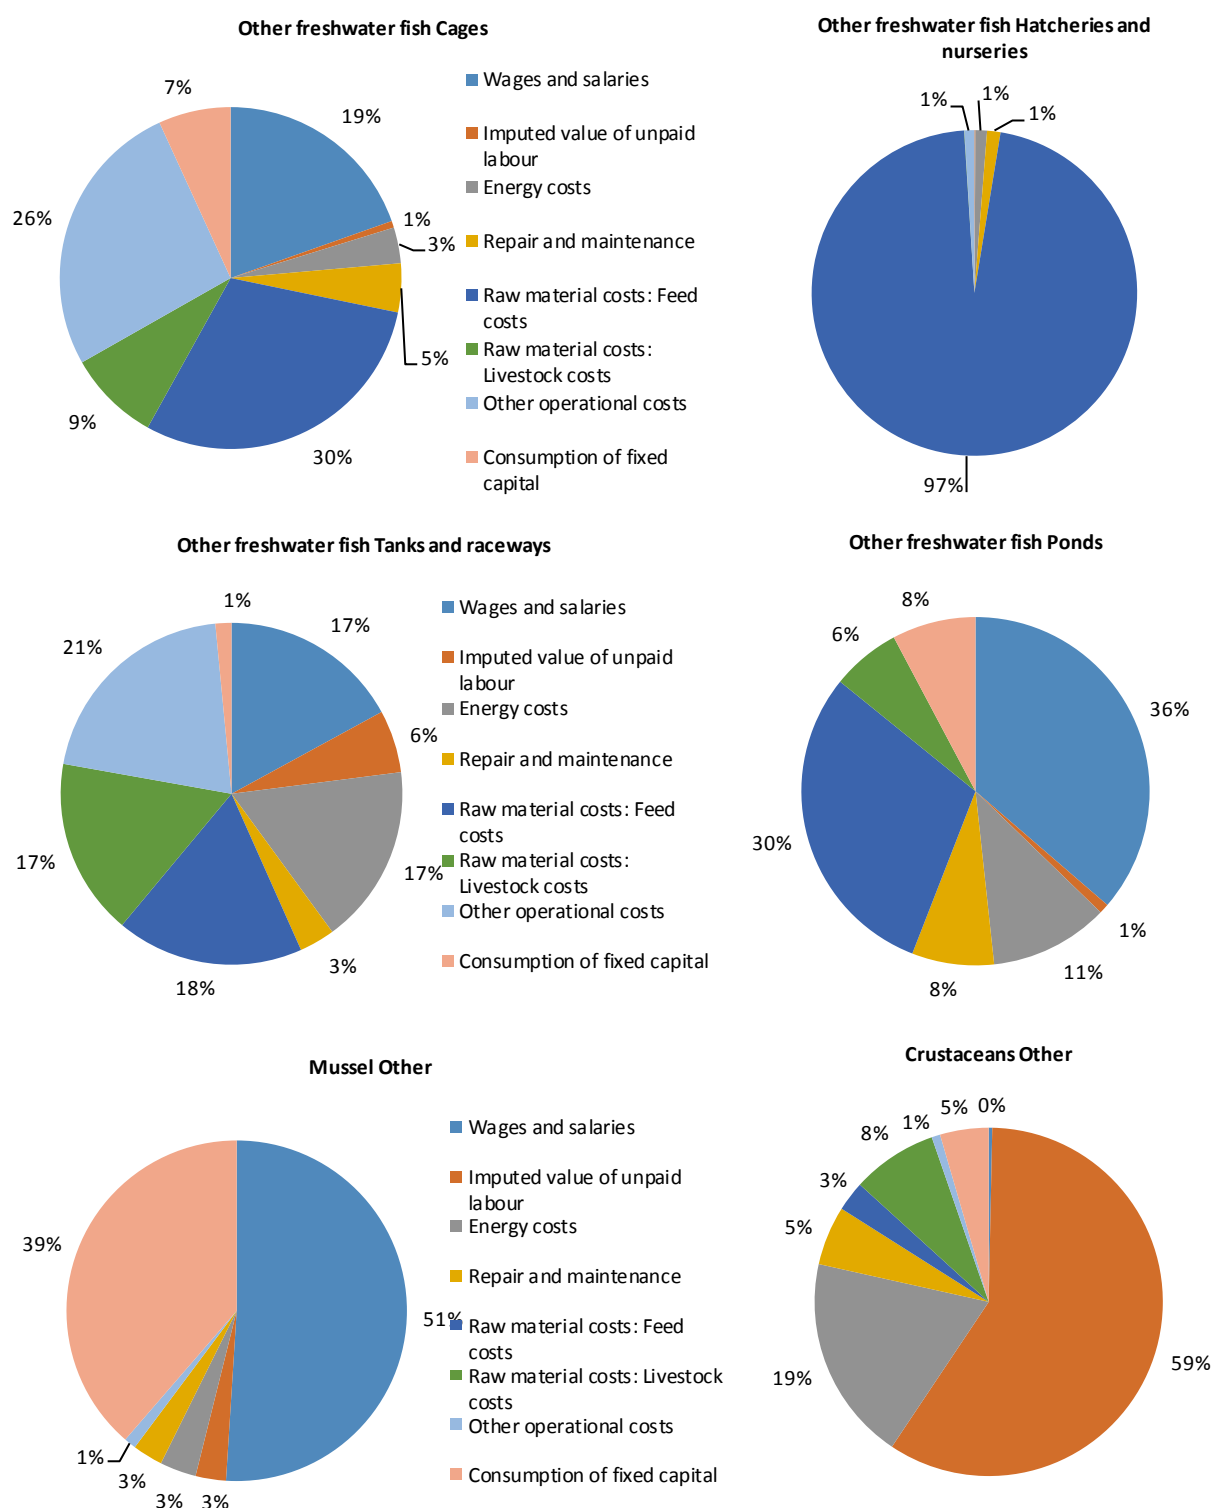 Other freshwater fish Cages
7%
19%
1%
3%
5%
30%
9%
26%
Wages and salaries
Imputed value of unpaid
labour
Energy costs
Repair and maintenance
Raw material costs: Feed
costs
Raw material costs:
Livestock costs
Other operational costs
Consumption of fixed
capital
Other freshwater fish Hatcheries and
nurseries
1%
1%
1%
97%
Other freshwater fish Tanks and raceways
1%
17%
6%
17%
3%
18%
17%
21%
Wages and salaries
Imputed value of unpaid
labour
Energy costs
Repair and maintenance
Raw material costs: Feed
costs
Raw material costs:
Livestock costs
Other operational costs
Consumption of fixed capital
Other freshwater fish Ponds
8%
36%
1%
11%
8%
30%
6%
Mussel Other
51%
3%
3%
3%
1%
39%
Wages and salaries
Imputed value of unpaid
labour
Energy costs
Repair and maintenance
Raw material costs: Feed
costs
Raw material costs: Livestock
costs
Other operational costs
Consumption of fixed capital
Crustaceans Other
0%
59%
19%
5%
3%
8%
1%
5%